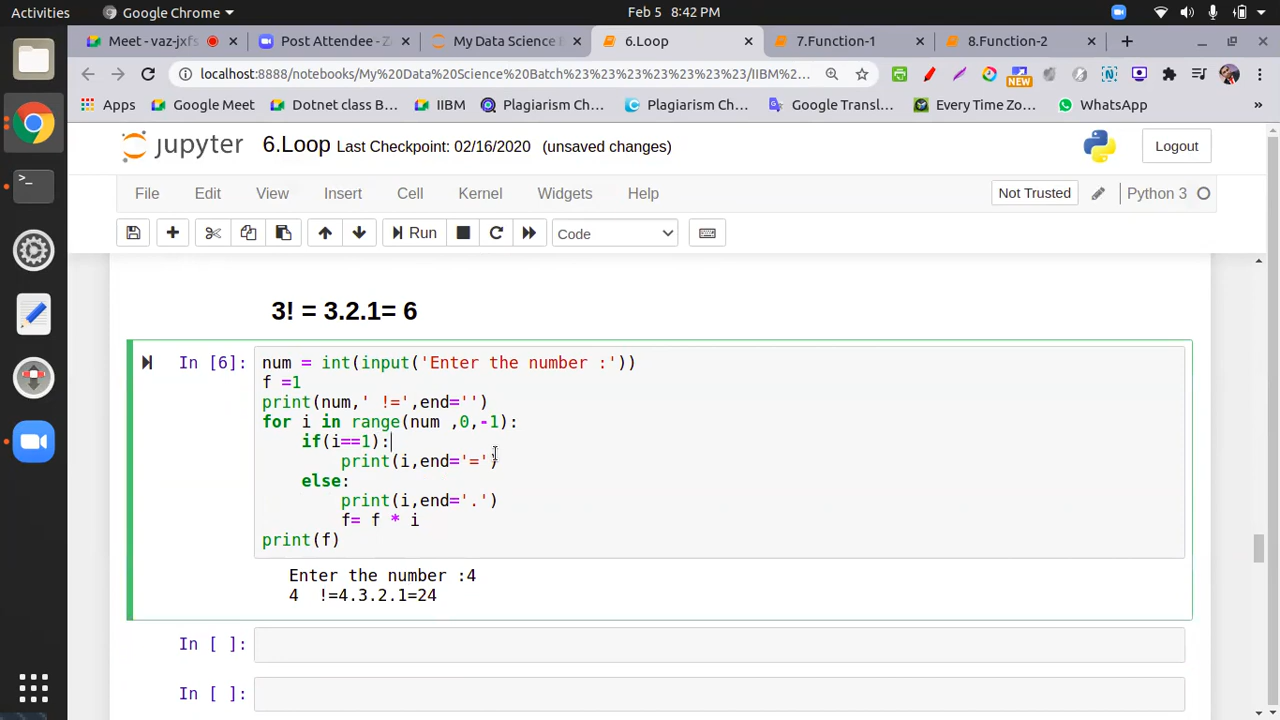 Activities Google Chrome Feb 5 8:42 PM
Meet - vaz-jxfs Post Attendee - Z My Data Science B 6.Loop 7.Function-1 8.Function-2
localhost:8888/notebooks/My%20Data%20Science%20Batch%23%23%23%23%23%23%23/IIBM%2... NEW
Apps Google Meet Dotnet class B... IIBM Plagiarism Ch... Plagiarism Ch... Google Transl... Every Time Zo... WhatsApp »
jupyter 6.Loop Last Checkpoint: 02/16/2020 (unsaved changes) Logout
File Edit View Insert Cell Kernel Widgets Help Not Trusted Python 3
Run Code
3! = 3.2.1= 6
In [6]: num = int(input('Enter the number :'))
f =1
print(num,' !=',end='')
for i in range(num ,0,-1):
if(i==1):
print(i,end='=')
else:
print(i,end='.')
f= f * i
print(f)
Enter the number :4
4  !=4.3.2.1=24
In [ ]:
In [ ]: